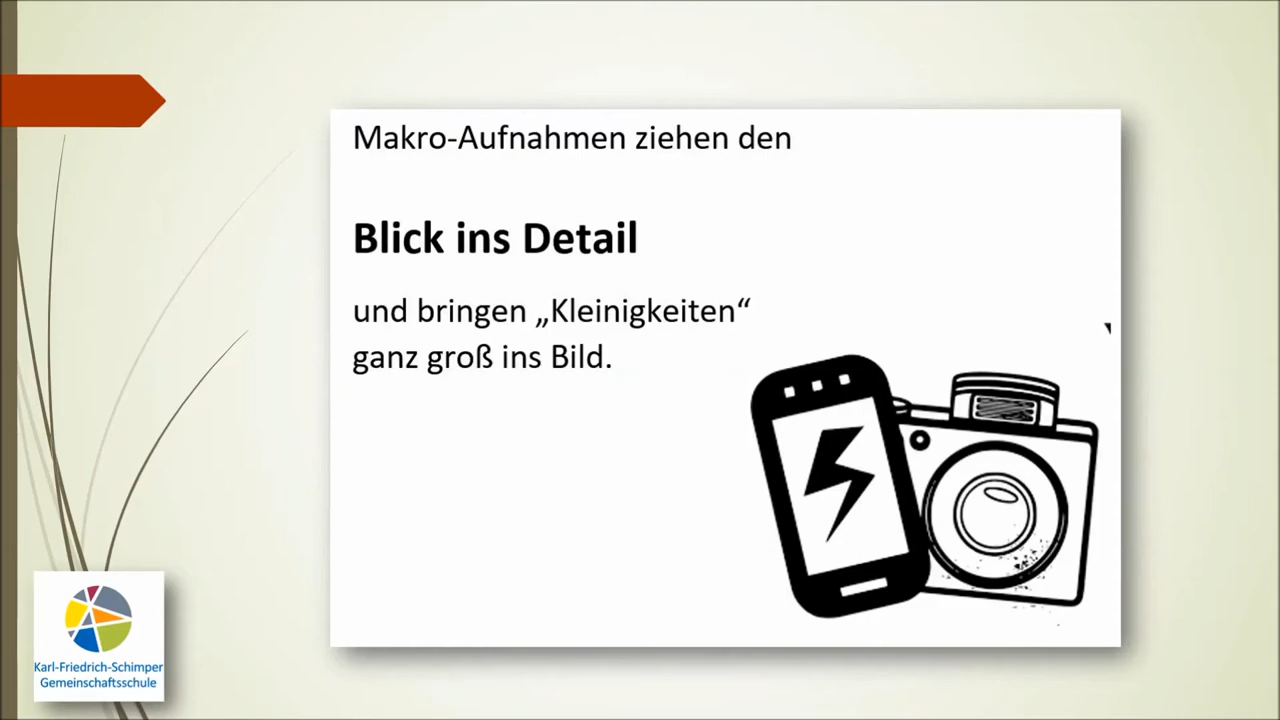 Makro-Aufnahmen ziehen den
Blick ins Detail
und bringen „Kleinigkeiten“
ganz groß ins Bild.
Karl-Friedrich-Schimper
Gemeinschaftsschule